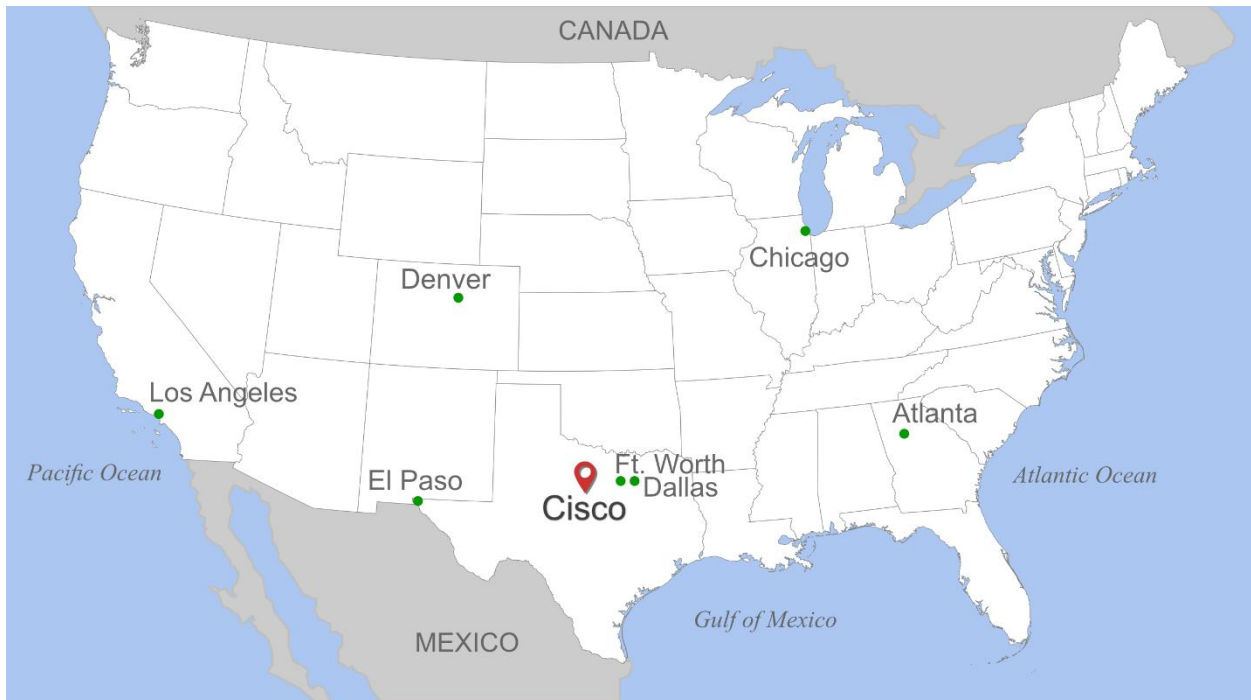 CANADA
Chicago
Denver
Los Angeles
Atlanta
Pacific Ocean
Ft. Worth
Atlantic Ocean
El Paso
Dallas
Cisco
Gulf of Mexico
MEXICO